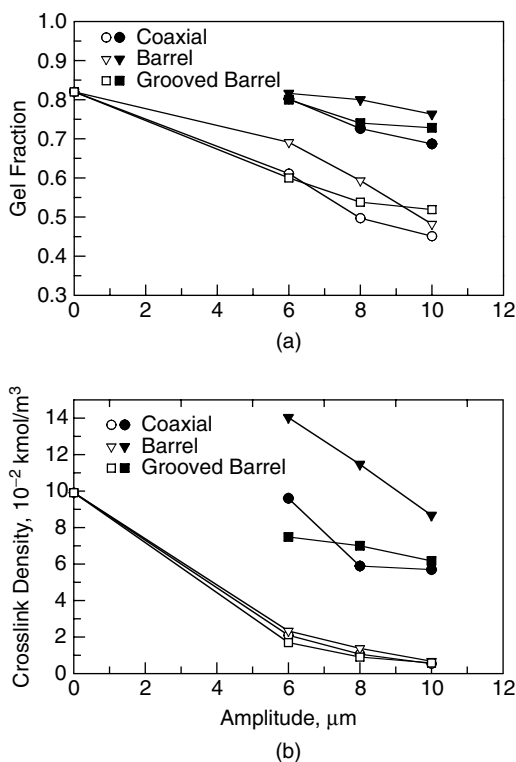 (a)
1.0
0.9
0.8
0.7
0.6
0.5
0.4
0.3
Gel Fraction
Coaxial
Barrel
Grooved Barrel
0 2 4 6 8 10 12
(a)
14
12
10
8
6
4
2
0
Crosslink Density, 10⁻² kmol/m³
Coaxial
Barrel
Grooved Barrel
0 2 4 6 8 10 12
Amplitude, μm
(b)